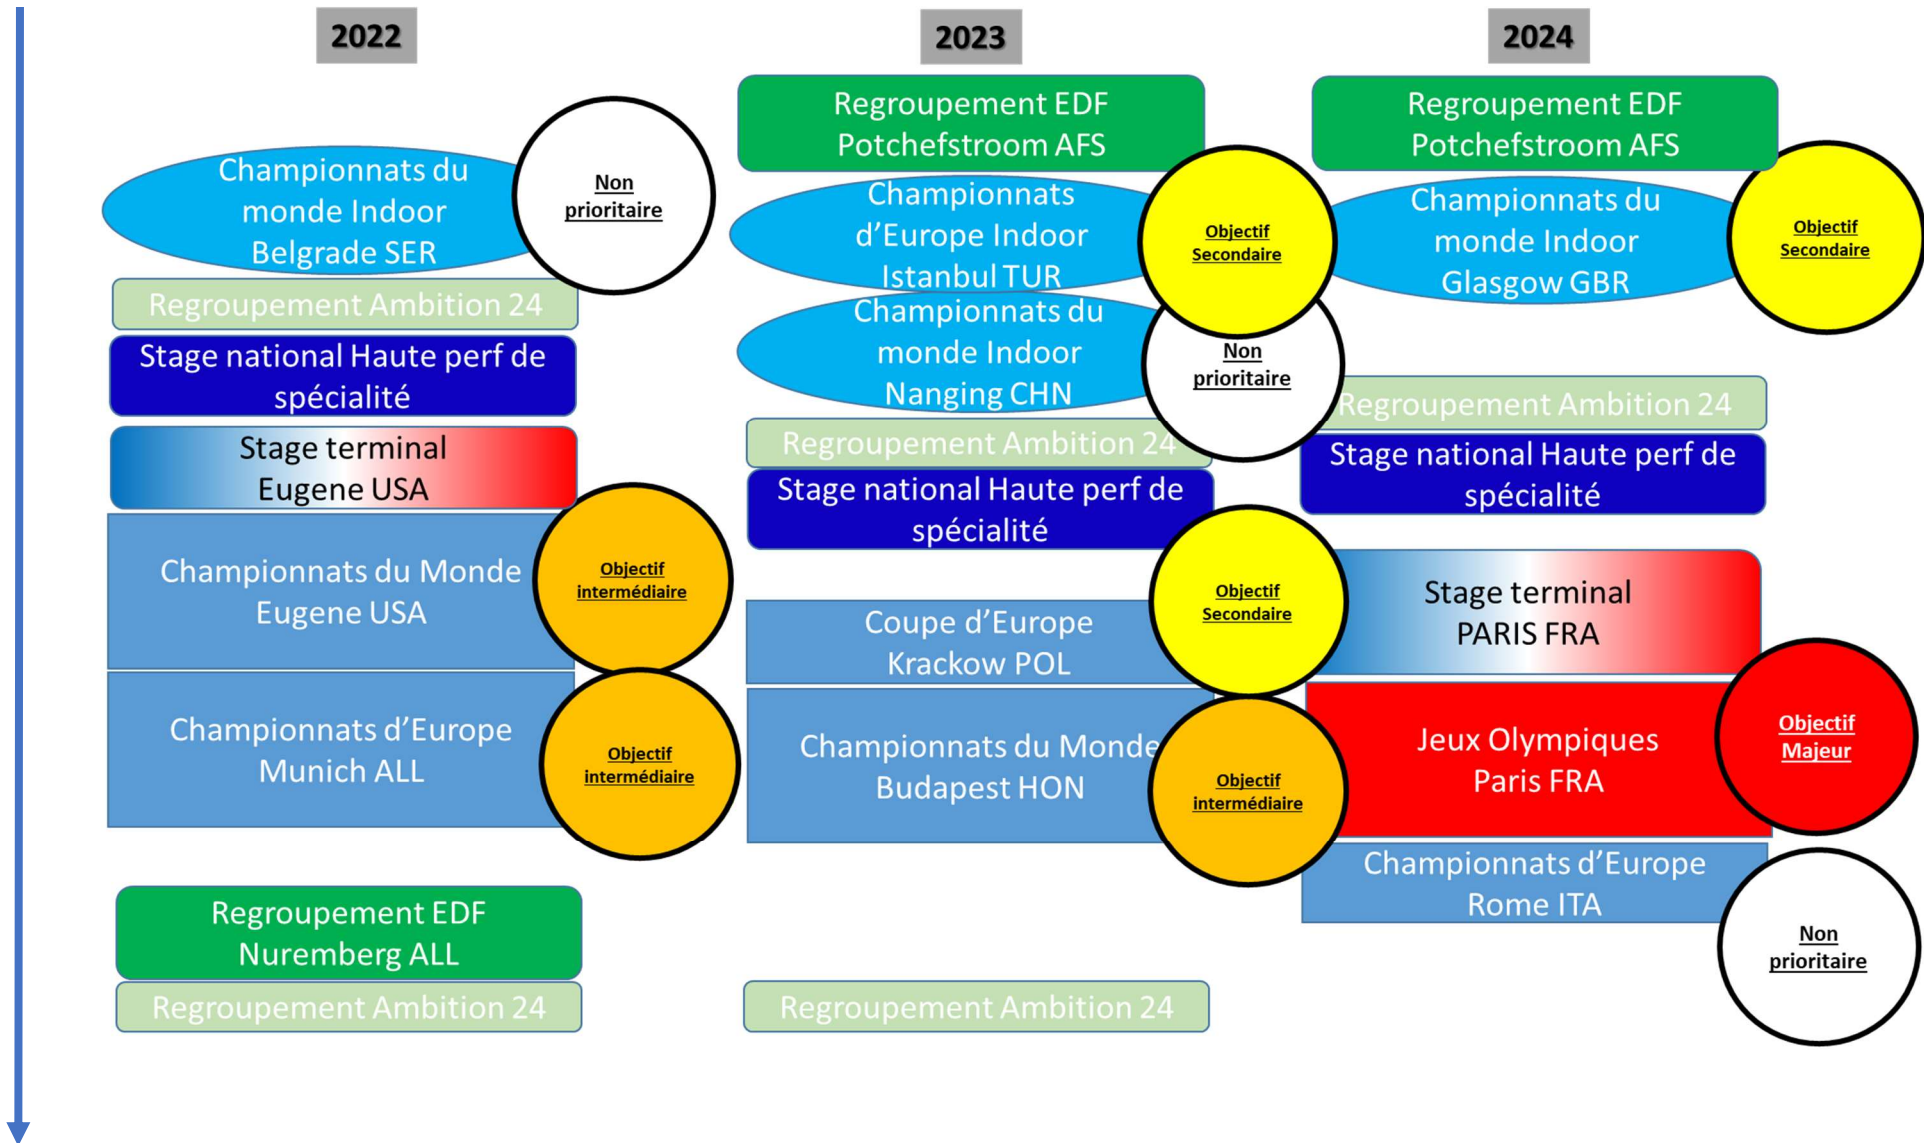 2022
Championnats du
monde Indoor
Belgrade SER
Non
prioritaire
Regroupement Ambition 24
Stage national Haute perf de
spécialité
Stage terminal
Eugene USA
Championnats du Monde
Eugene USA
Objectif
intermédiaire
Championnats d’Europe
Munich ALL
Objectif
intermédiaire
Regroupement EDF
Nuremberg ALL
Regroupement Ambition 24
2023
Regroupement EDF
Potchefstroom AFS
Championnats
d’Europe Indoor
Istanbul TUR
Objectif
Secondaire
Championnats du
monde Indoor
Nanging CHN
Non
prioritaire
Regroupement Ambition 24
Stage national Haute perf de
spécialité
Coupe d’Europe
Krackow POL
Objectif
Secondaire
Championnats du Monde
Budapest HON
Objectif
intermédiaire
Regroupement Ambition 24
2024
Regroupement EDF
Potchefstroom AFS
Championnats du
monde Indoor
Glasgow GBR
Objectif
Secondaire
Regroupement Ambition 24
Stage national Haute perf de
spécialité
Stage terminal
PARIS FRA
Jeux Olympiques
Paris FRA
Objectif
Majeur
Championnats d’Europe
Rome ITA
Non
prioritaire